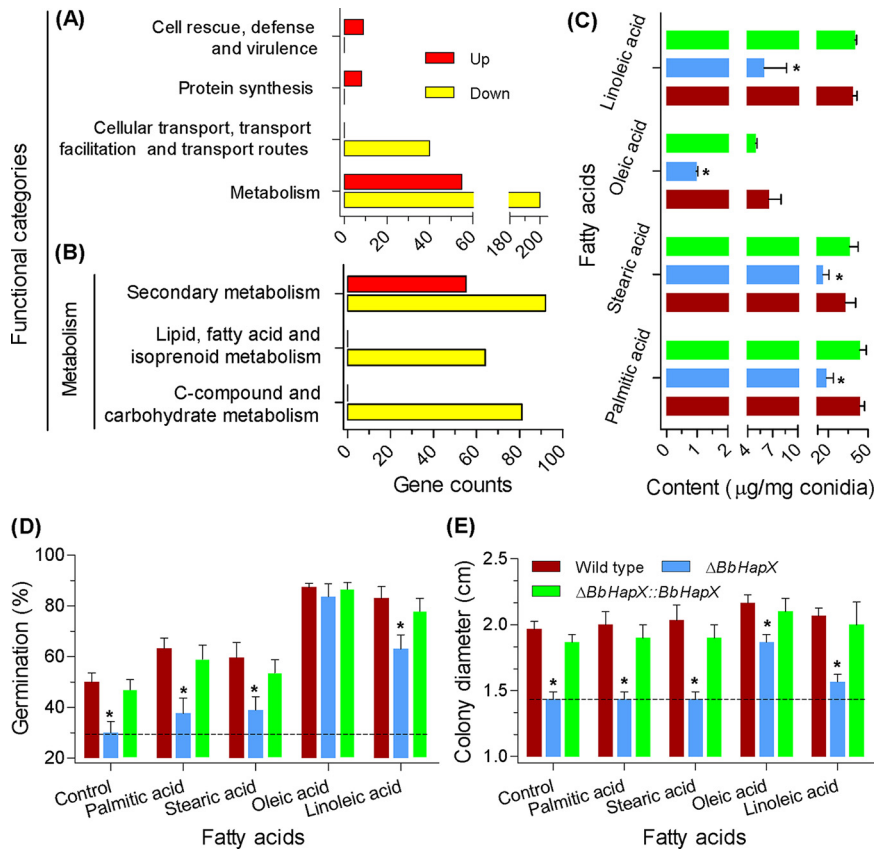 (A)
Functional categories
Cell rescue, defense
and virulence
Protein synthesis
Cellular transport, transport
facilitation and transport routes
Metabolism
Up
Down
0 20 40 60 180 200
(B)
Metabolism
Secondary metabolism
Lipid, fatty acid and
isoprenoid metabolism
C-compound and
carbohydrate metabolism
0 20 40 60 80 100
Gene counts
(C)
Fatty acids
Linoleic acid
*
Oleic acid
*
Stearic acid
*
Palmitic acid
*
0 1 2 4 7 10 20 50
Content (μg/mg conidia)
(D)
Germination (%)
100
80
60
40
20
* * * *
Control Palmitic acid Stearic acid Oleic acid Linoleic acid
Fatty acids
(E)
Colony diameter (cm)
2.5
2.0
1.5
1.0
Wild type ΔBbHapX
ΔBbHapX::BbHapX
* * * * *
Control Palmitic acid Stearic acid Oleic acid Linoleic acid
Fatty acids